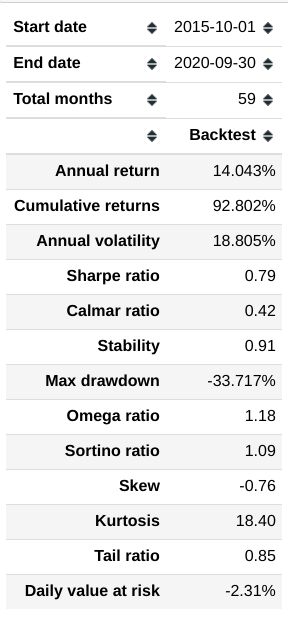 Start date 2015-10-01
End date 2020-09-30
Total months 59
Backtest
Annual return 14.043%
Cumulative returns 92.802%
Annual volatility 18.805%
Sharpe ratio 0.79
Calmar ratio 0.42
Stability 0.91
Max drawdown -33.717%
Omega ratio 1.18
Sortino ratio 1.09
Skew -0.76
Kurtosis 18.40
Tail ratio 0.85
Daily value at risk -2.31%